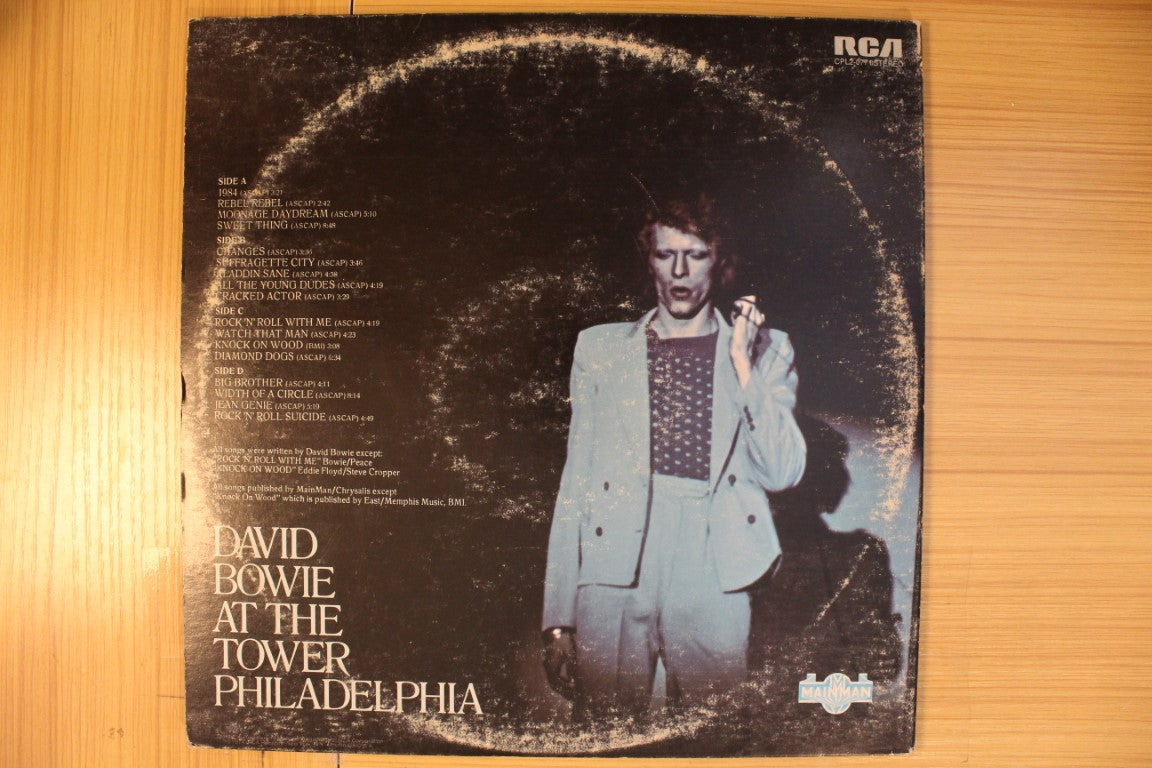 RCA
STEREO
SIDE A
1984 (ASCAP) 3:21
REBEL REBEL (ASCAP) 2:42
MOONAGE DAYDREAM (ASCAP) 5:10
SWEET THING (ASCAP) 8:48
SIDE B
CHANGES (ASCAP) 3:36
SUFFRAGETTE CITY (ASCAP) 3:46
ALADDIN SANE (ASCAP) 4:38
ALL THE YOUNG DUDES (ASCAP) 4:19
CRACKED ACTOR (ASCAP) 3:29
SIDE C
ROCK 'N' ROLL WITH ME (ASCAP) 4:19
WATCH THAT MAN (ASCAP) 4:23
KNOCK ON WOOD (BMI) 3:08
DIAMOND DOGS (ASCAP) 6:34
SIDE D
BIG BROTHER (ASCAP) 4:11
WIDTH OF A CIRCLE (ASCAP) 8:14
JEAN GENIE (ASCAP) 5:19
ROCK 'N' ROLL SUICIDE (ASCAP) 4:49
All songs were written by David Bowie except:
"ROCK 'N' ROLL WITH ME" Bowie/Peace
"KNOCK ON WOOD" Eddie Floyd/Steve Cropper
All songs published by MainMan/Chrysalis except
"Knock On Wood" which is published by East/Memphis Music, BMI.
DAVID
BOWIE
AT THE
TOWER
PHILADELPHIA
MAINMAN